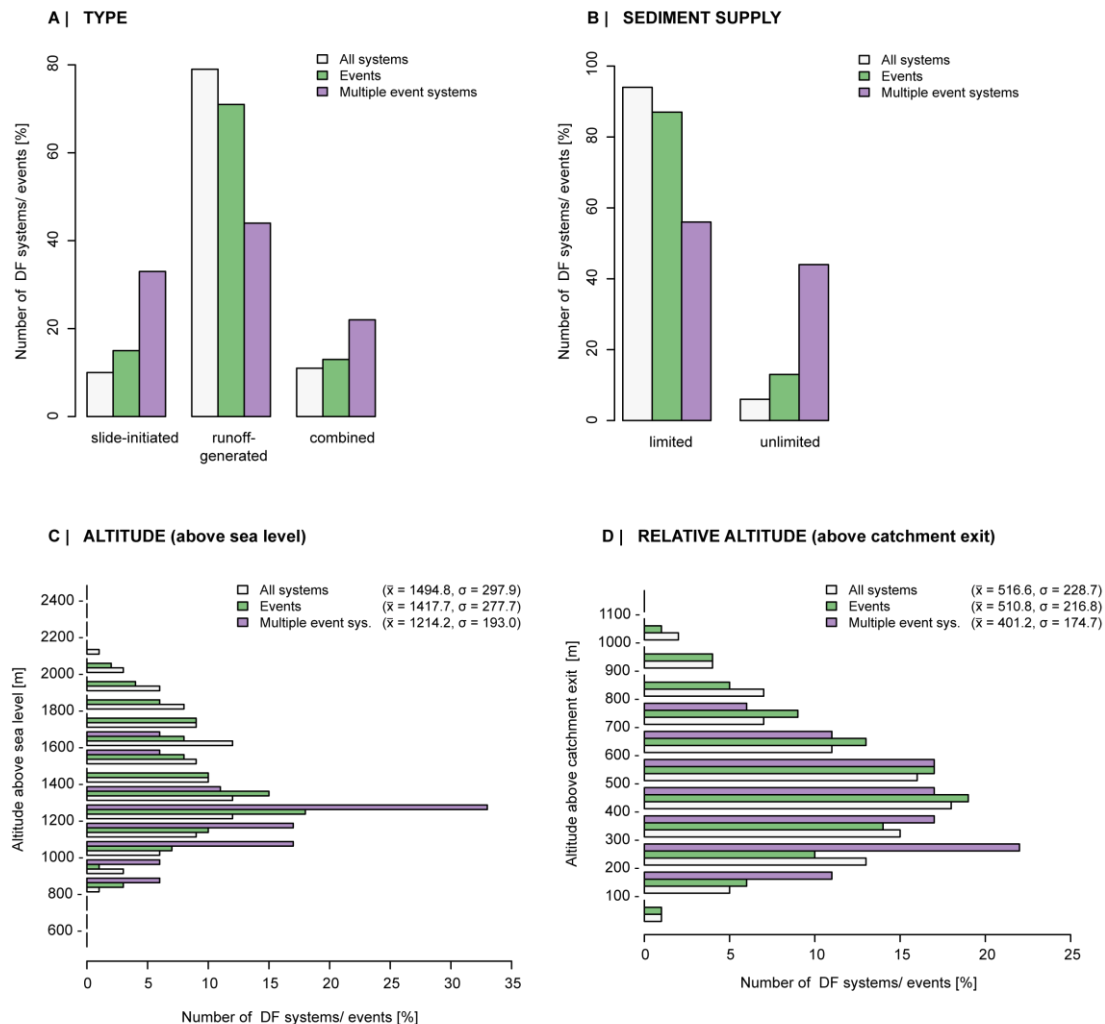 A | TYPE
All systems
Events
Multiple event systems
Number of DF systems/ events [%]
80
60
40
20
0
slide-initiated
runoff-
generated
combined
B | SEDIMENT SUPPLY
All systems
Events
Multiple event systems
Number of DF systems/ events [%]
100
80
60
40
20
0
limited
unlimited
C | ALTITUDE (above sea level)
All systems (x̄ = 1494.8, σ = 297.9)
Events (x̄ = 1417.7, σ = 277.7)
Multiple event sys. (x̄ = 1214.2, σ = 193.0)
Altitude above sea level [m]
2400 -
2200 -
2000 -
1800 -
1600 -
1400 -
1200 -
1000 -
800 -
600 -
0 5 10 15 20 25 30 35
Number of DF systems/ events [%]
D | RELATIVE ALTITUDE (above catchment exit)
All systems (x̄ = 516.6, σ = 228.7)
Events (x̄ = 510.8, σ = 216.8)
Multiple event sys. (x̄ = 401.2, σ = 174.7)
Altitude above catchment exit [m]
1100 -
1000 -
900 -
800 -
700 -
600 -
500 -
400 -
300 -
200 -
100 -
0 5 10 15 20 25
Number of DF systems/ events [%]